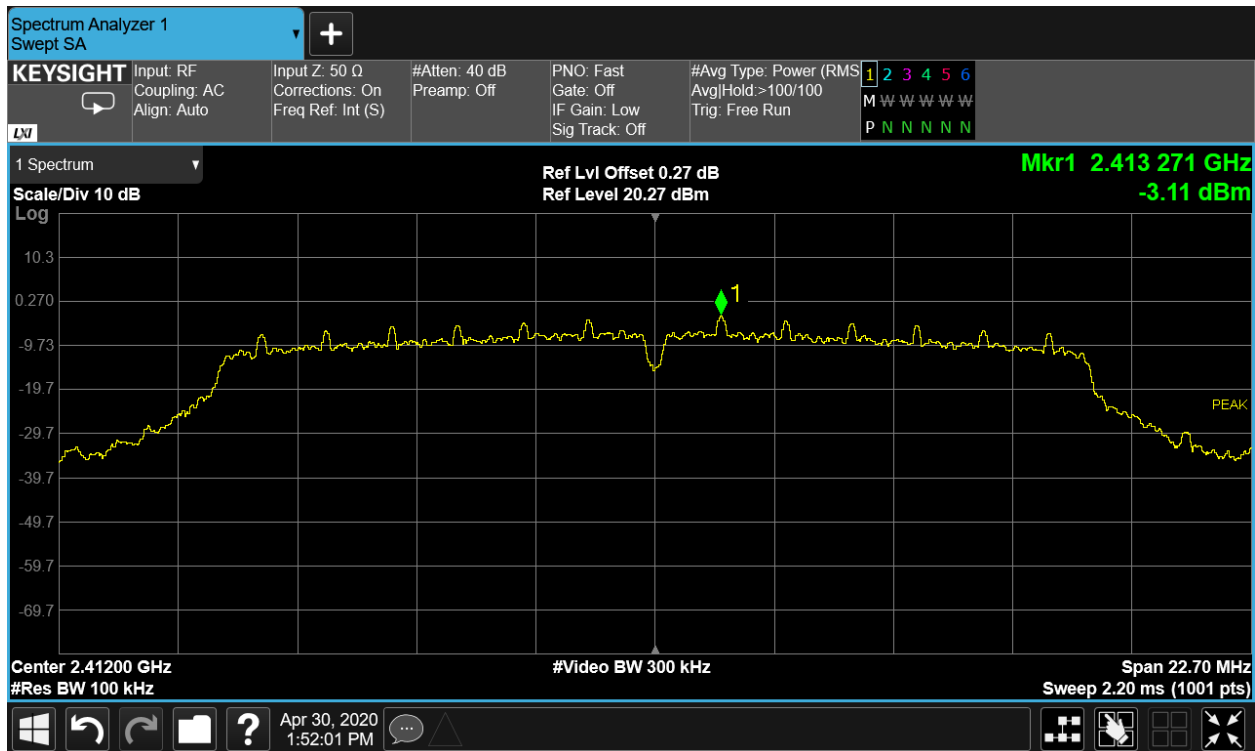 Spectrum Analyzer 1
Swept SA
KEYSIGHT
LXI
Input: RF
Coupling: AC
Align: Auto
Input Z: 50 Ω
Corrections: On
Freq Ref: Int (S)
#Atten: 40 dB
Preamp: Off
PNO: Fast
Gate: Off
IF Gain: Low
Sig Track: Off
#Avg Type: Power (RMS
Avg|Hold:>100/100
Trig: Free Run
1 2 3 4 5 6
M W W W W W
P N N N N N
1 Spectrum
Scale/Div 10 dB
Ref Lvl Offset 0.27 dB
Ref Level 20.27 dBm
Mkr1 2.413 271 GHz
-3.11 dBm
Log
10.3
0.270
-9.73
-19.7
-29.7
-39.7
-49.7
-59.7
-69.7
1
PEAK
Center 2.41200 GHz
#Res BW 100 kHz
#Video BW 300 kHz
Span 22.70 MHz
Sweep 2.20 ms (1001 pts)
?
Apr 30, 2020
1:52:01 PM